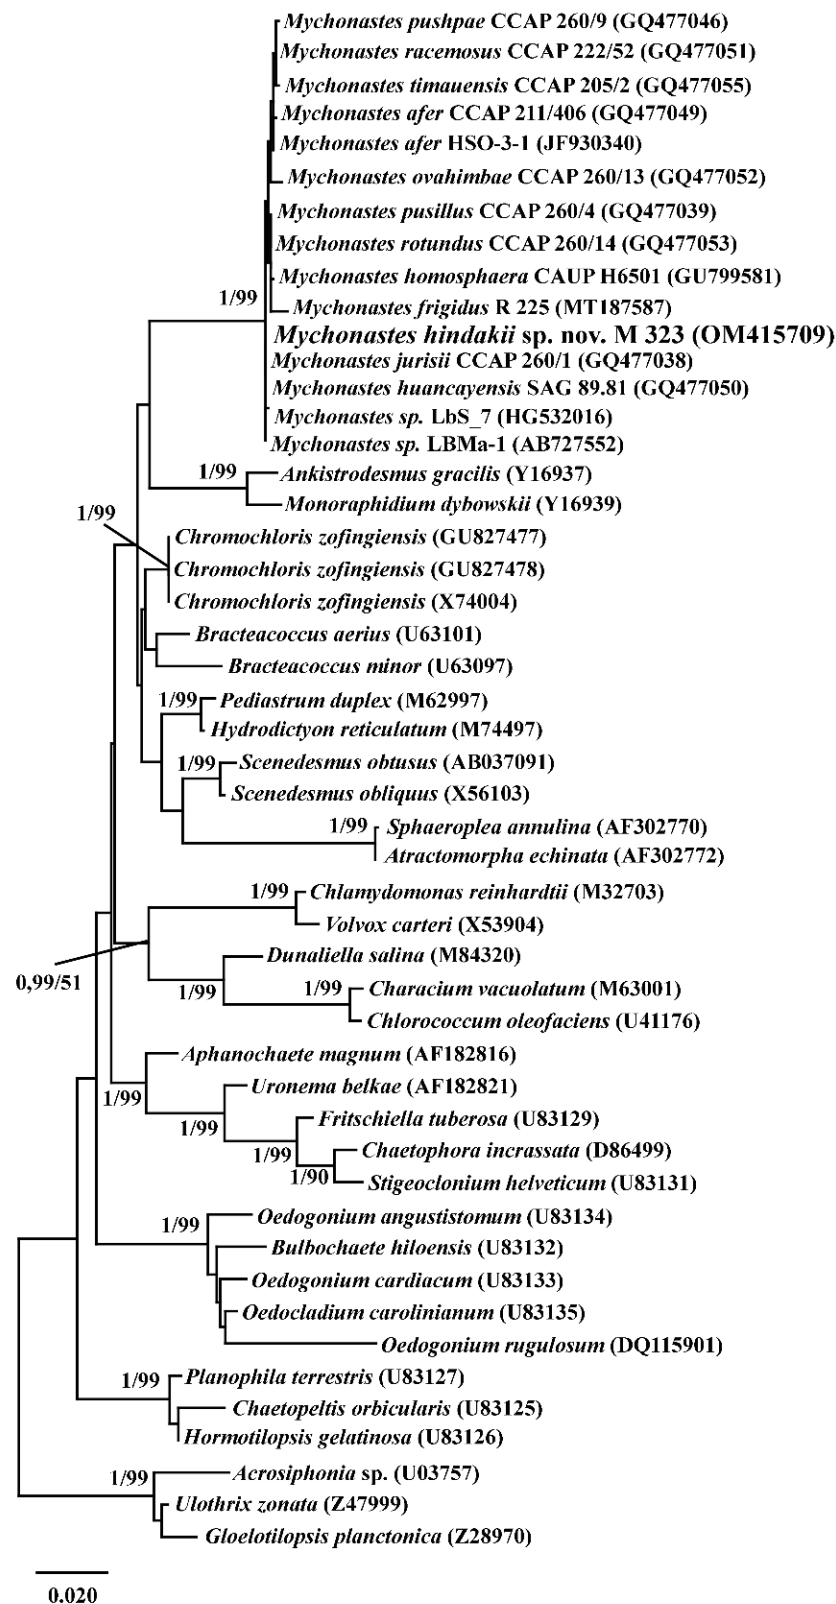 Mychonastes pushpae CCAP 260/9 (GQ477046)
Mychonastes racemosus CCAP 222/52 (GQ477051)
Mychonastes timauensis CCAP 205/2 (GQ477055)
Mychonastes afer CCAP 211/406 (GQ477049)
Mychonastes afer HSO-3-1 (JF930340)
Mychonastes ovahimbae CCAP 260/13 (GQ477052)
Mychonastes pusillus CCAP 260/4 (GQ477039)
Mychonastes rotundus CCAP 260/14 (GQ477053)
Mychonastes homosphaera CAUP H6501 (GU799581)
1/99
Mychonastes frigidus R 225 (MT187587)
Mychonastes hindakii sp. nov. M 323 (OM415709)
Mychonastes jurisii CCAP 260/1 (GQ477038)
Mychonastes huancayensis SAG 89.81 (GQ477050)
Mychonastes sp. LbS_7 (HG532016)
Mychonastes sp. LBMa-1 (AB727552)
1/99
Ankistrodesmus gracilis (Y16937)
Monoraphidium dybowskii (Y16939)
1/99
Chromochloris zofingiensis (GU827477)
Chromochloris zofingiensis (GU827478)
Chromochloris zofingiensis (X74004)
Bracteacoccus aerius (U63101)
Bracteacoccus minor (U63097)
1/99
Pediastrum duplex (M62997)
Hydrodictyon reticulatum (M74497)
1/99
Scenedesmus obtusus (AB037091)
Scenedesmus obliquus (X56103)
1/99
Sphaeroplea annulina (AF302770)
Atractomorpha echinata (AF302772)
1/99
Chlamydomonas reinhardtii (M32703)
Volvox carteri (X53904)
0,99/51
Dunaliella salina (M84320)
1/99
1/99
Characium vacuolatum (M63001)
Chlorococcum oleofaciens (U41176)
Aphanochaete magnum (AF182816)
1/99
Uronema belkae (AF182821)
1/99
Fritschiella tuberosa (U83129)
1/99
Chaetophora incrassata (D86499)
1/90
Stigeoclonium helveticum (U83131)
1/99
Oedogonium angustistomum (U83134)
Bulbochaete hiloensis (U83132)
Oedogonium cardiacum (U83133)
Oedocladium carolinianum (U83135)
Oedogonium rugulosum (DQ115901)
1/99
Planophila terrestris (U83127)
Chaetopeltis orbicularis (U83125)
Hormotilopsis gelatinosa (U83126)
1/99
Acrosiphonia sp. (U03757)
Ulothrix zonata (Z47999)
Gloelotilopsis planctonica (Z28970)
0.020